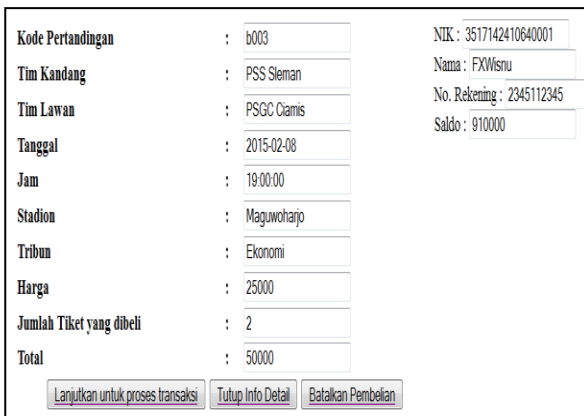 Kode Pertandingan : b003
Tim Kandang : PSS Sleman
Tim Lawan : PSGC Ciamis
Tanggal : 2015-02-08
Jam : 19:00:00
Stadion : Maguwoharjo
Tribun : Ekonomi
Harga : 25000
Jumlah Tiket yang dibeli : 2
Total : 50000
NIK : 3517142410640001
Nama : FXWisnu
No. Rekening : 2345112345
Saldo : 910000
Lanjutkan untuk proses transaksi Tutup Info Detail Batalkan Pembelian